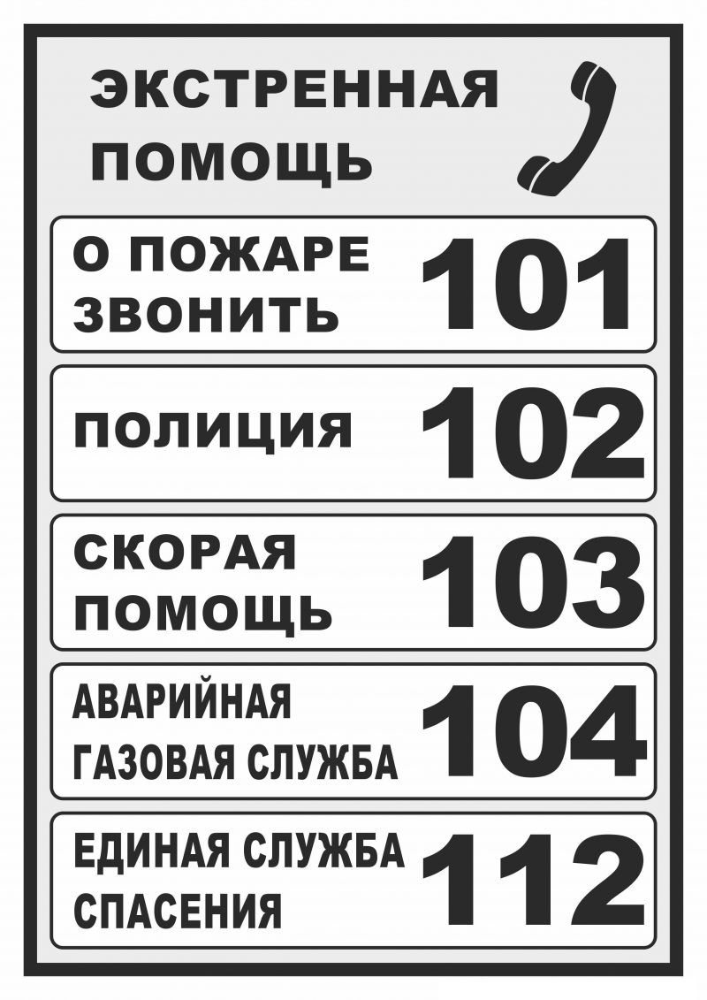 ЭКСТРЕННАЯ
ПОМОЩЬ
О ПОЖАРЕ
ЗВОНИТЬ
101
ПОЛИЦИЯ
102
СКОРАЯ
ПОМОЩЬ
103
АВАРИЙНАЯ
ГАЗОВАЯ СЛУЖБА
104
ЕДИНАЯ СЛУЖБА
СПАСЕНИЯ
112